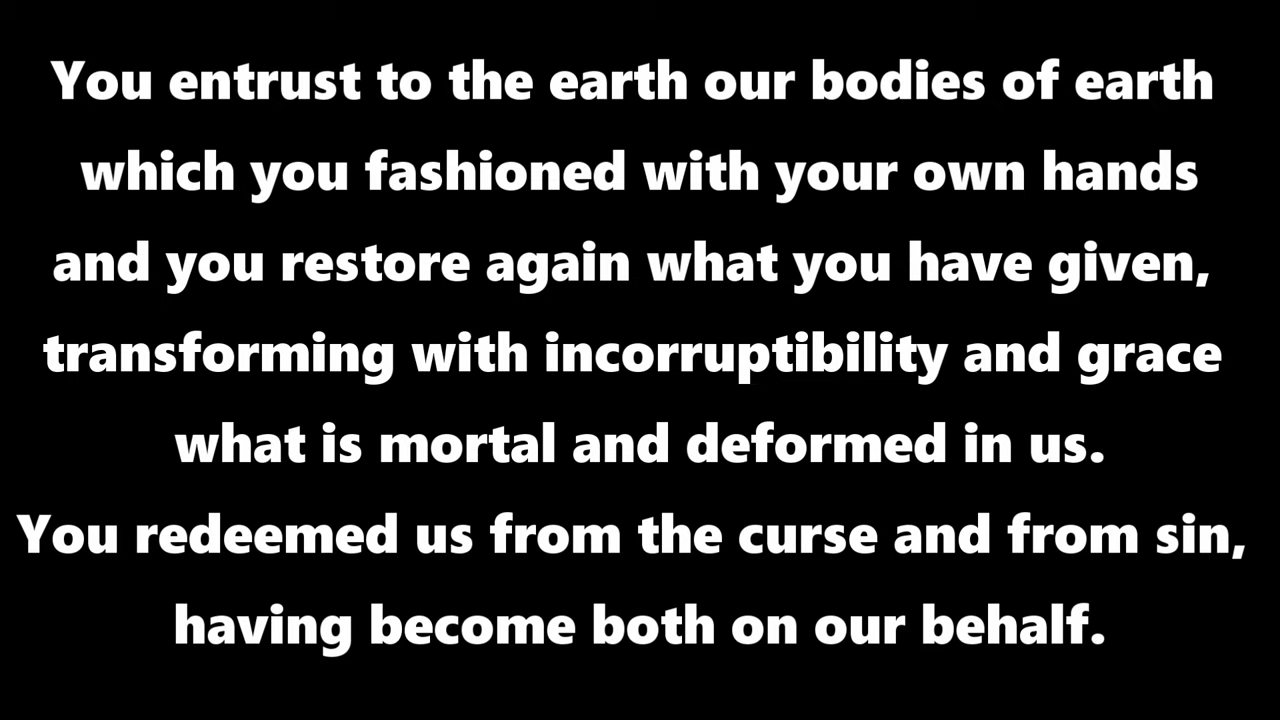 You entrust to the earth our bodies of earth
which you fashioned with your own hands
and you restore again what you have given,
transforming with incorruptibility and grace
what is mortal and deformed in us.
You redeemed us from the curse and from sin,
having become both on our behalf.